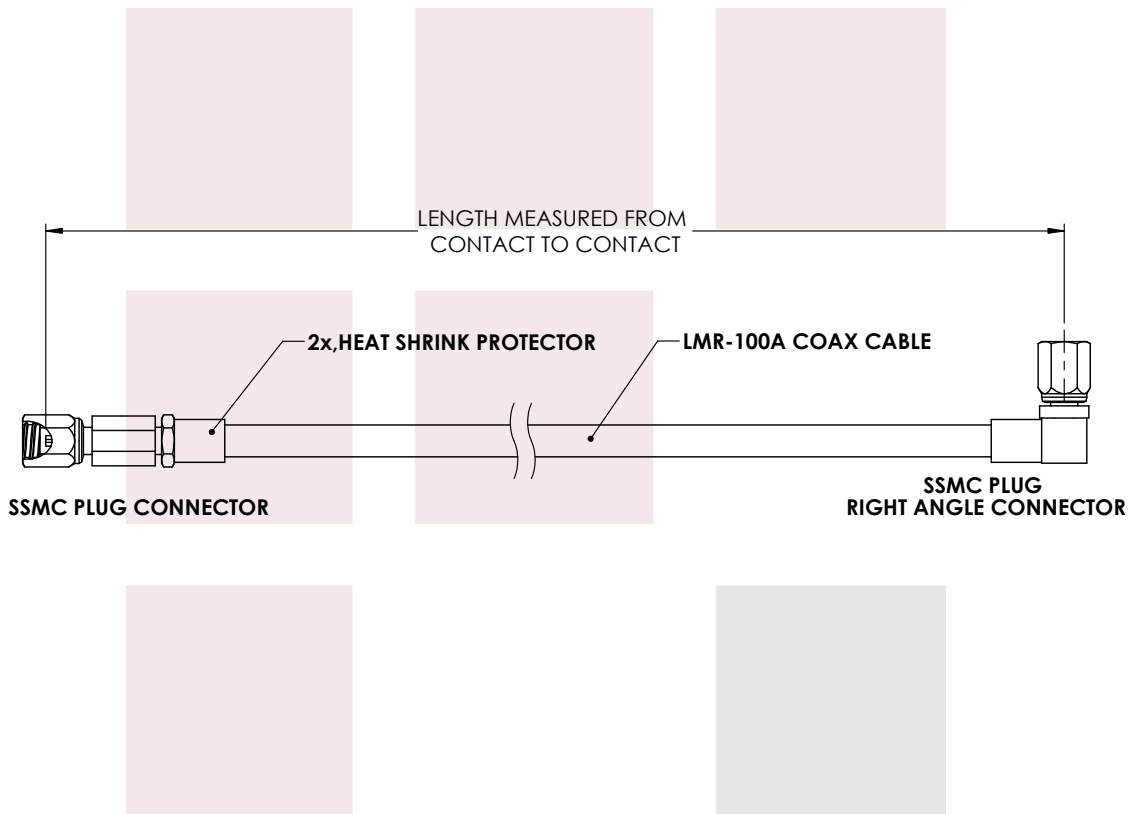 LENGTH MEASURED FROM
CONTACT TO CONTACT
2x,HEAT SHRINK PROTECTOR
LMR-100A COAX CABLE
SSMC PLUG CONNECTOR
SSMC PLUG
RIGHT ANGLE CONNECTOR